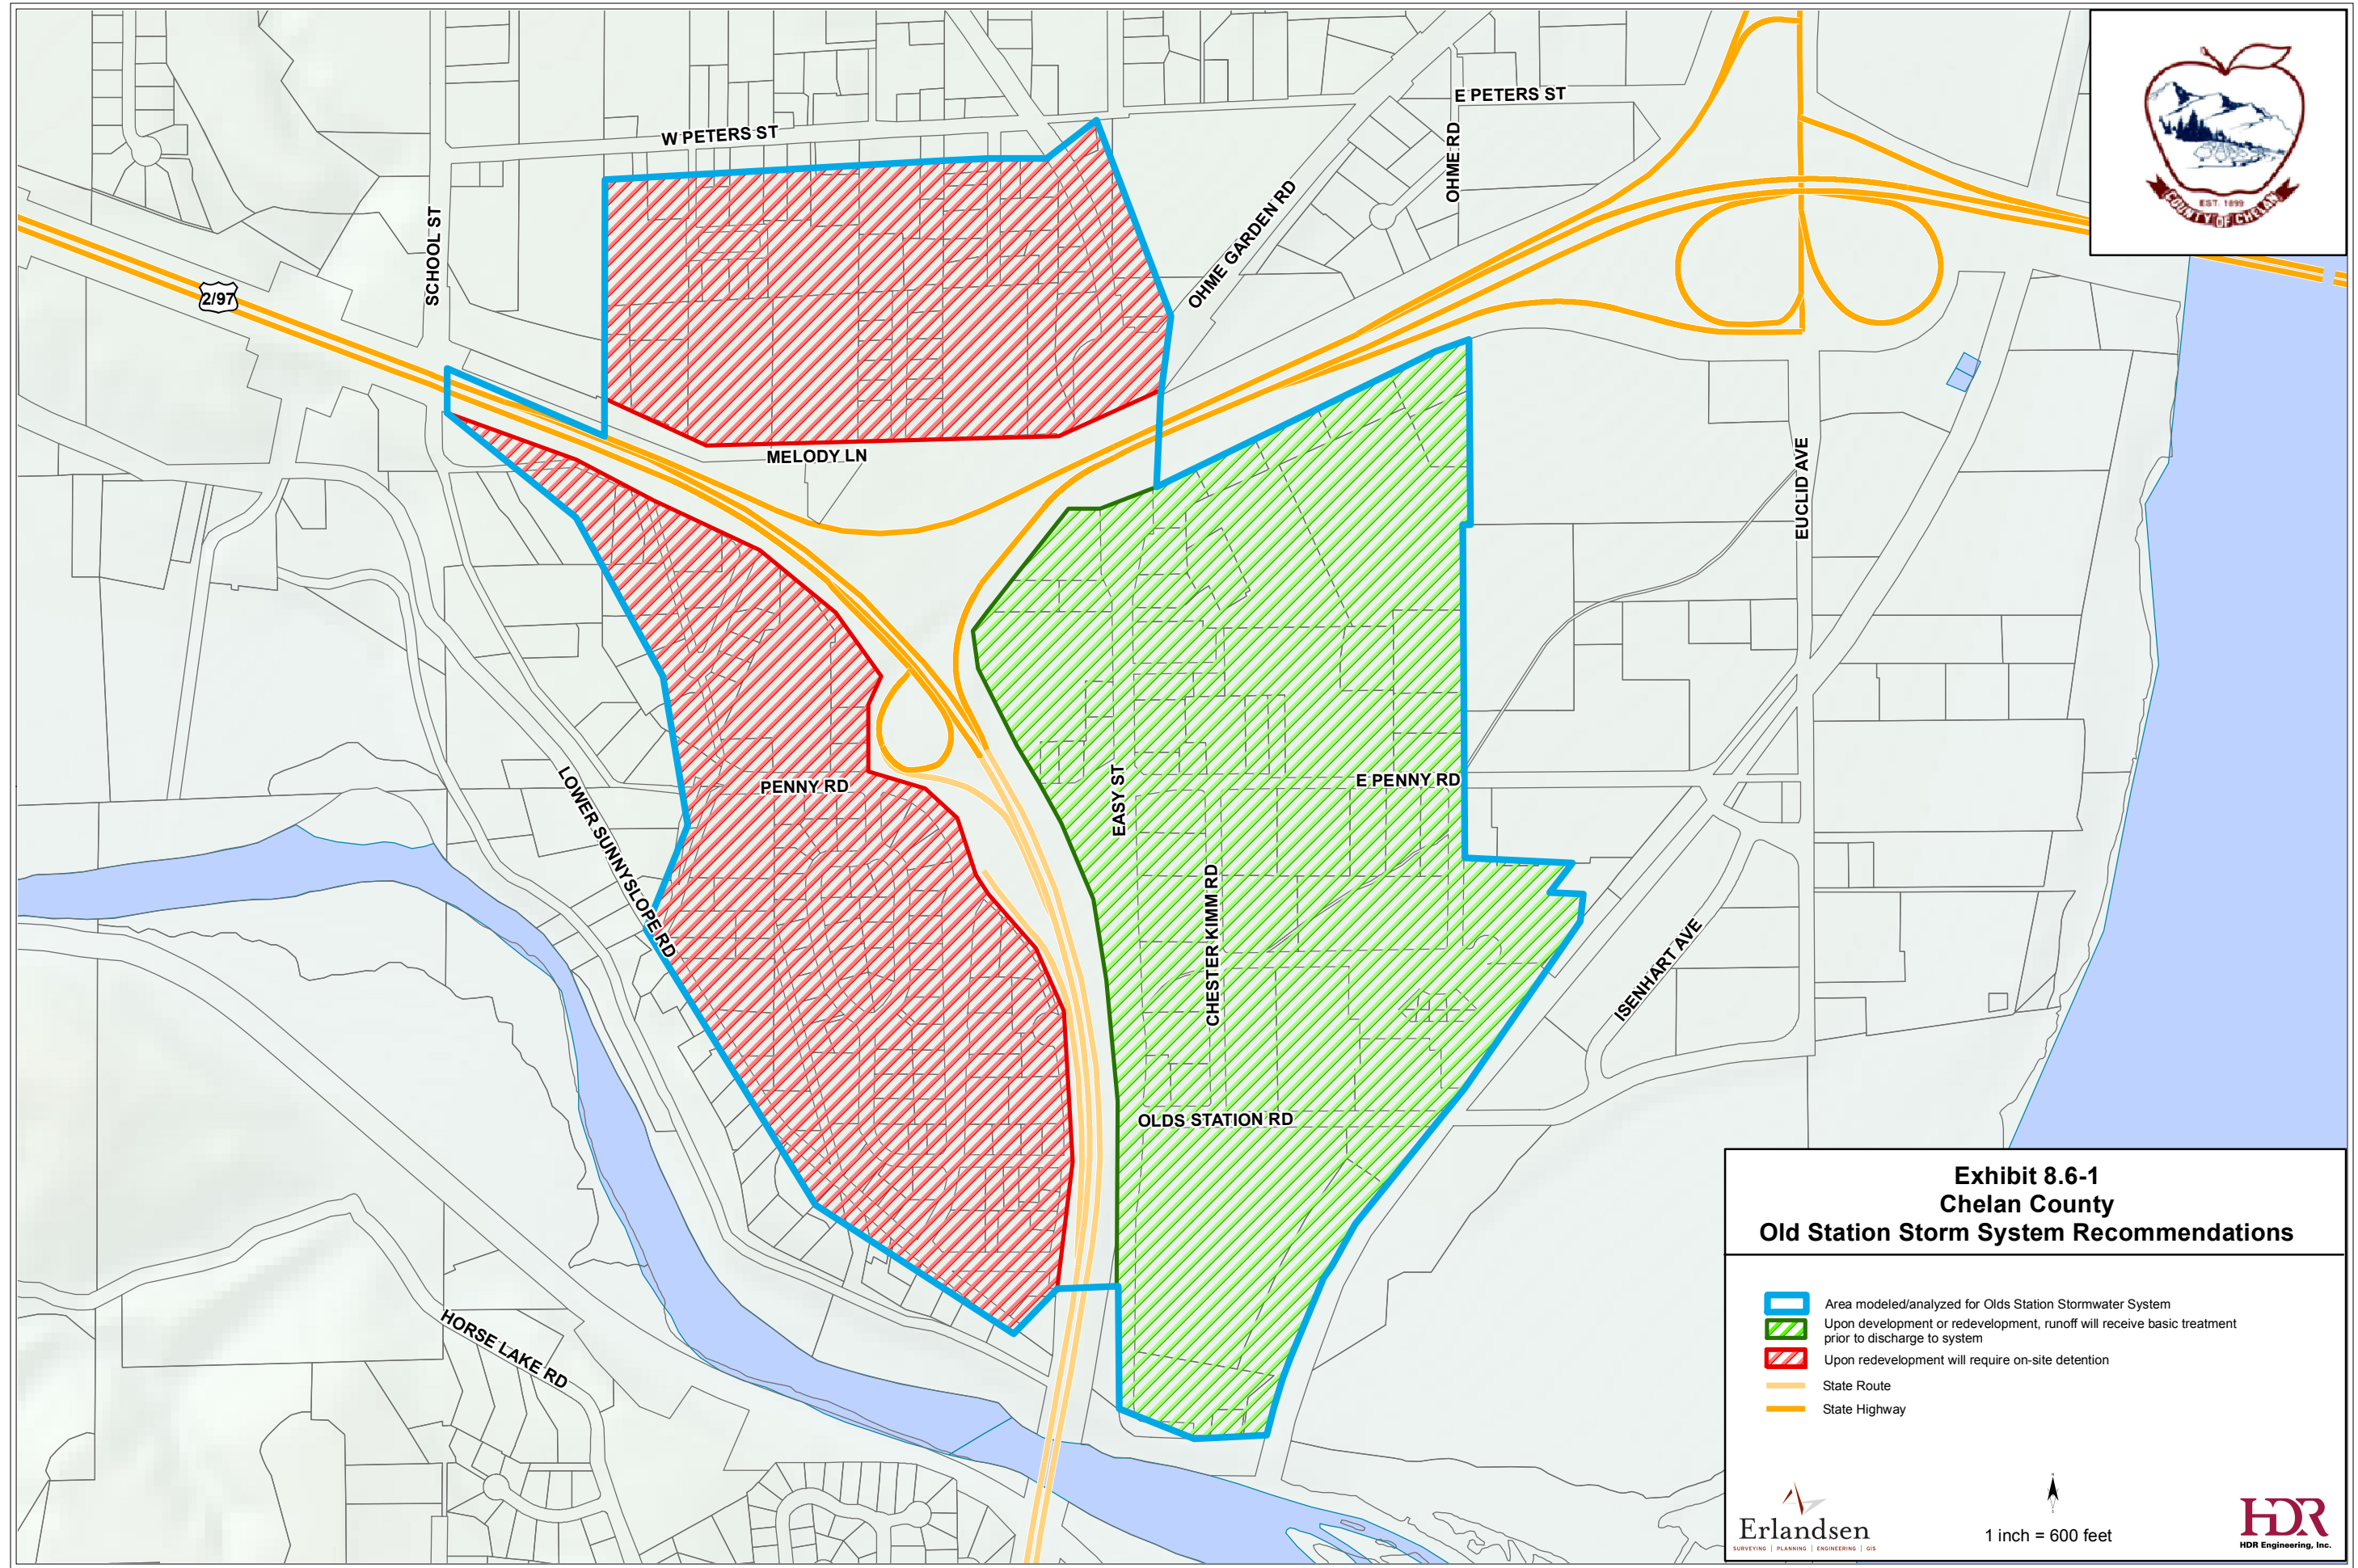 EST. 1899
COUNTY OF CHELAN
E PETERS ST
W PETERS ST
OHME RD
SCHOOL ST
OHME GARDEN RD
2/97
MELODY LN
EUCLID AVE
PENNY RD
E PENNY RD
EASY ST
LOWER SUNNYSLOPE RD
CHESTER KIMM RD
ISENHART AVE
OLDS STATION RD
HORSE LAKE RD
Exhibit 8.6-1
Chelan County
Old Station Storm System Recommendations
Area modeled/analyzed for Olds Station Stormwater System
Upon development or redevelopment, runoff will receive basic treatment
prior to discharge to system
Upon redevelopment will require on-site detention
State Route
State Highway
Erlandsen
SURVEYING | PLANNING | ENGINEERING | GIS
1 inch = 600 feet
HDR
HDR Engineering, Inc.